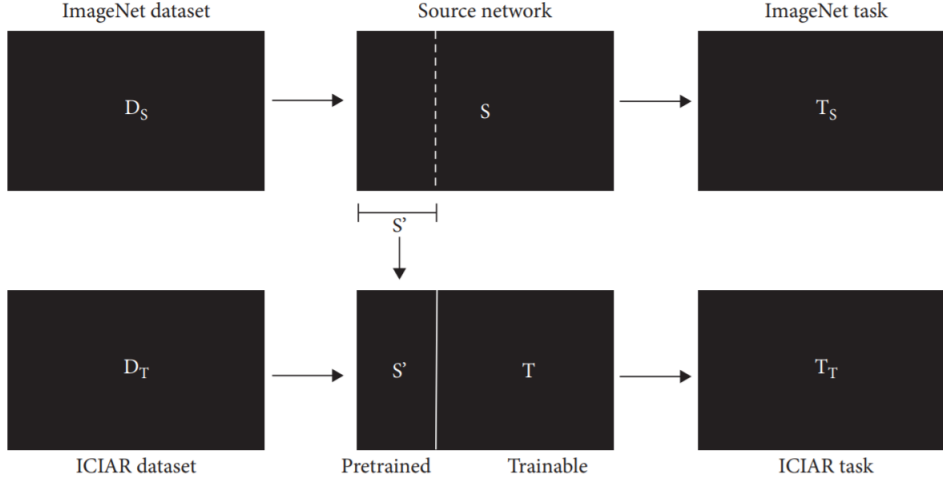 ImageNet dataset
Source network
ImageNet task
D_S
S
T_S
S'
D_T
S'
T
T_T
ICIAR dataset
Pretrained
Trainable
ICIAR task